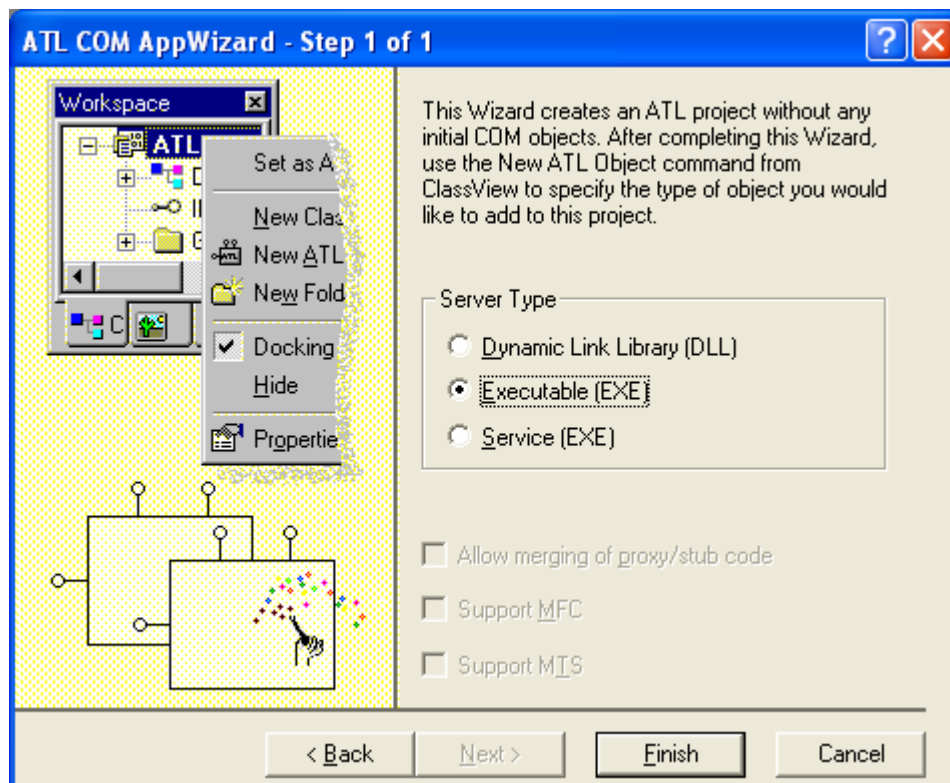 ATL COM AppWizard - Step 1 of 1
Workspace
ATL
Set as A
New Clas
New ATL
New Fold
Docking
Hide
Propertie
C
This Wizard creates an ATL project without any
initial COM objects. After completing this Wizard,
use the New ATL Object command from
ClassView to specify the type of object you would
like to add to this project.
Server Type
Dynamic Link Library (DLL)
Executable (EXE)
Service (EXE)
Allow merging of proxy/stub code
Support MFC
Support MTS
< Back
Next >
Finish
Cancel